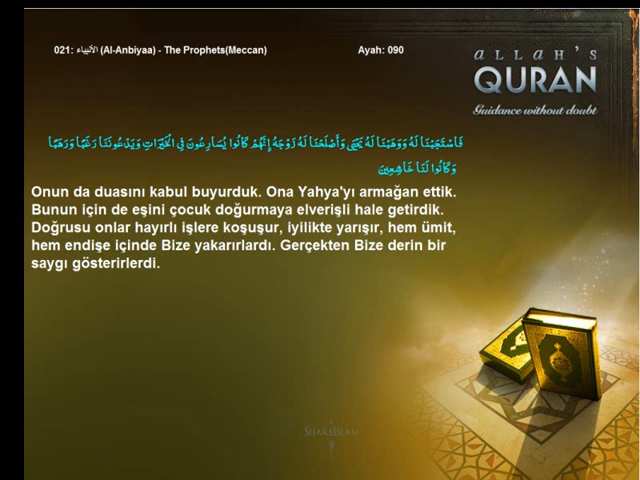 021: الأنبياء (Al-Anbiyaa) - The Prophets(Meccan) Ayah: 090
ALLAH'S
QURAN
Guidance without doubt
فَاسْتَجَبْنَا لَهُ وَوَهَبْنَا لَهُ يَحْيَىٰ وَأَصْلَحْنَا لَهُ زَوْجَهُ إِنَّهُمْ كَانُوا يُسَارِعُونَ فِي الْخَيْرَاتِ وَيَدْعُونَنَا رَغَبًا وَرَهَبًا
وَكَانُوا لَنَا خَاشِعِينَ
Onun da duasını kabul buyurduk. Ona Yahya'yı armağan ettik.
Bunun için de eşini çocuk doğurmaya elverişli hale getirdik.
Doğrusu onlar hayırlı işlere koşuşur, iyilikte yarışır, hem ümit,
hem endişe içinde Bize yakarırlardı. Gerçekten Bize derin bir
saygı gösterirlerdi.
SHAREISLAM